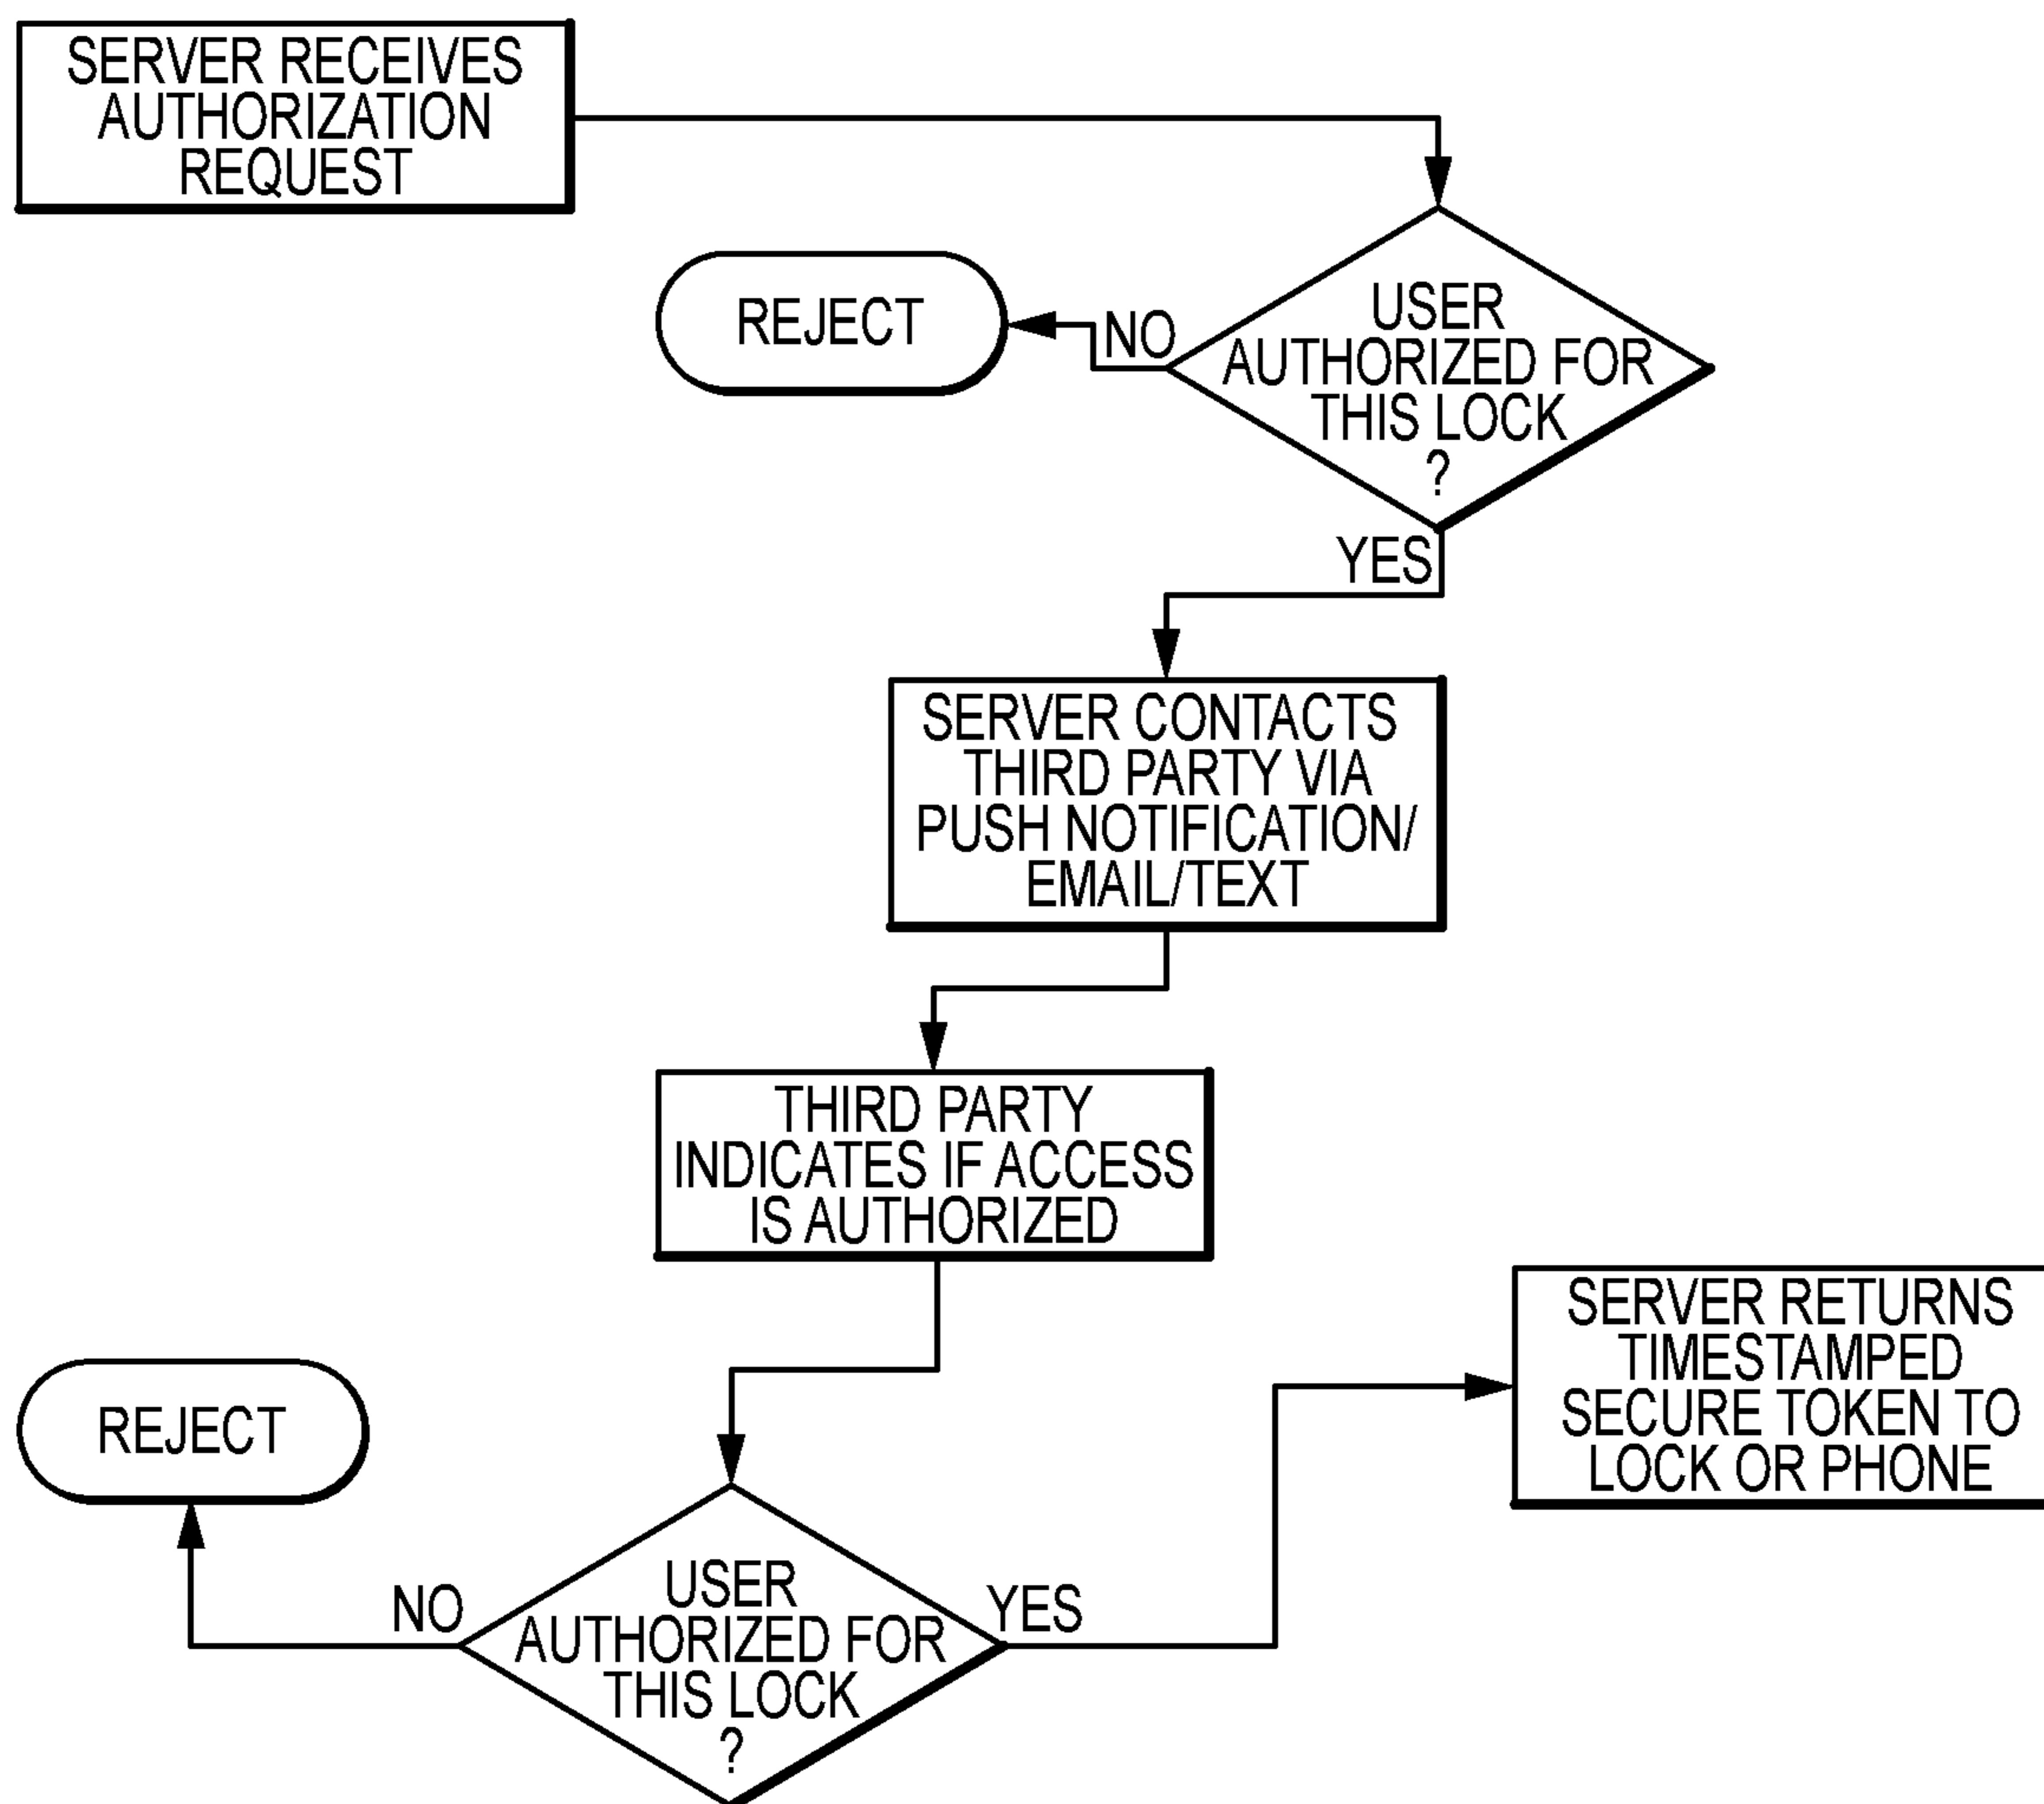 SERVER RECEIVES
AUTHORIZATION
REQUEST
REJECT
NO
USER
AUTHORIZED FOR
THIS LOCK
?
YES
SERVER CONTACTS
THIRD PARTY VIA
PUSH NOTIFICATION/
EMAIL/TEXT
THIRD PARTY
INDICATES IF ACCESS
IS AUTHORIZED
SERVER RETURNS
TIMESTAMPED
SECURE TOKEN TO
LOCK OR PHONE
REJECT
NO
USER
AUTHORIZED FOR
THIS LOCK
?
YES